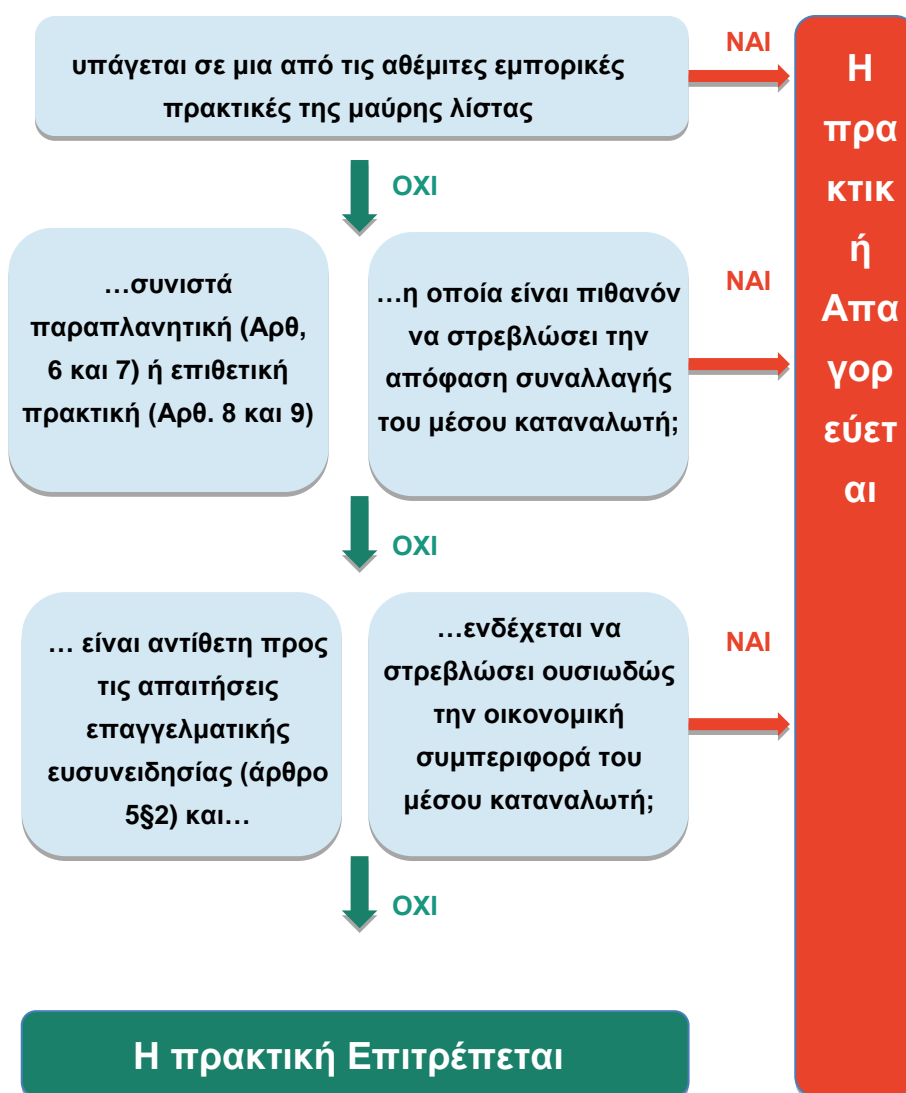 υπάγεται σε μια από τις αθέμιτες εμπορικές
πρακτικές της μαύρης λίστας
ΝΑΙ
ΟΧΙ
…συνιστά
παραπλανητική (Αρθ,
6 και 7) ή επιθετική
πρακτική (Αρθ. 8 και 9)
…η οποία είναι πιθανόν
να στρεβλώσει την
απόφαση συναλλαγής
του μέσου καταναλωτή;
ΝΑΙ
ΟΧΙ
… είναι αντίθετη προς
τις απαιτήσεις
επαγγελματικής
ευσυνειδησίας (άρθρο
5§2) και…
…ενδέχεται να
στρεβλώσει ουσιωδώς
την οικονομική
συμπεριφορά του
μέσου καταναλωτή;
ΝΑΙ
ΟΧΙ
Η πρακτική Επιτρέπεται
Η
πρα
κτικ
ή
Απα
γορ
εύετ
αι